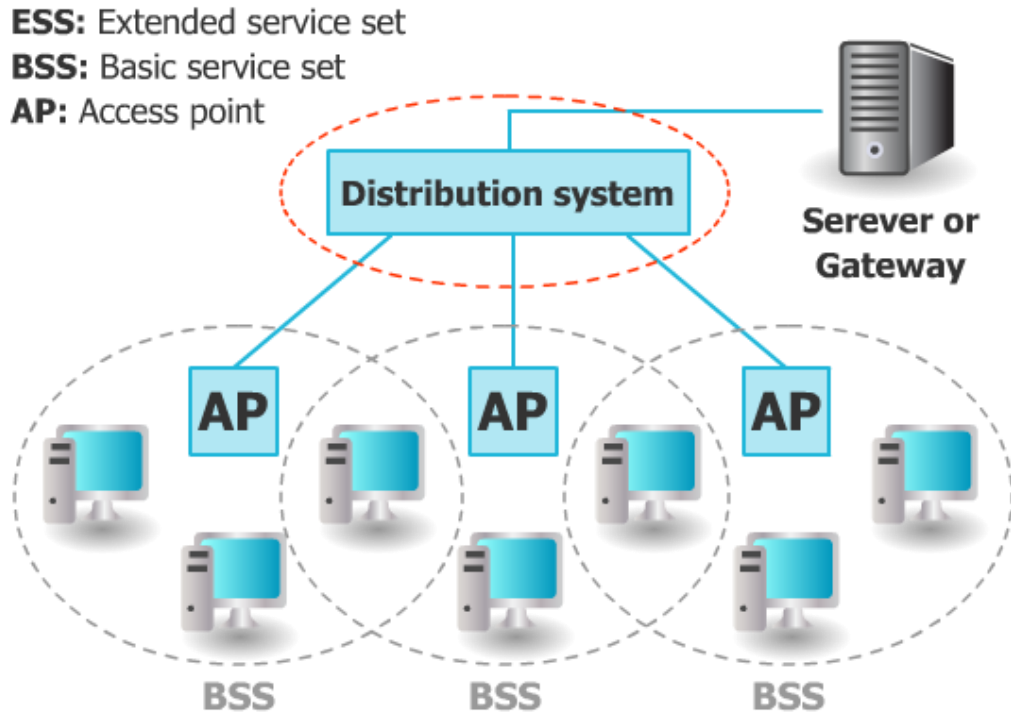 ESS: Extended service set
BSS: Basic service set
AP: Access point
Distribution system
Serever or
Gateway
AP
AP
AP
BSS
BSS
BSS